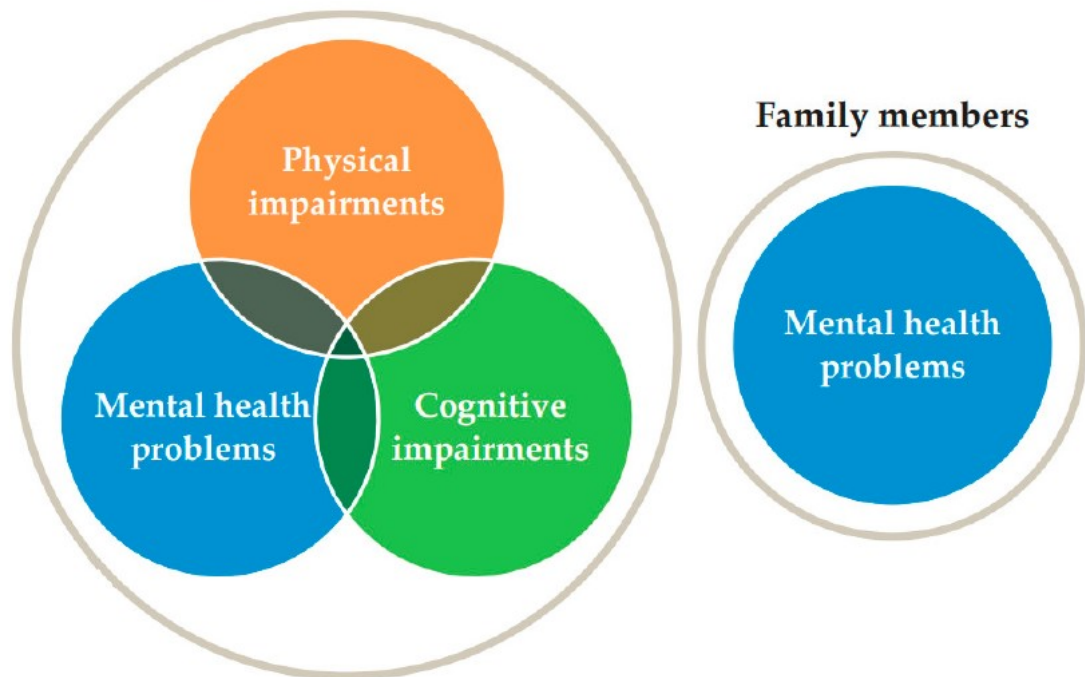 Physical
impairments
Mental health
problems
Cognitive
impairments
Family members
Mental health
problems